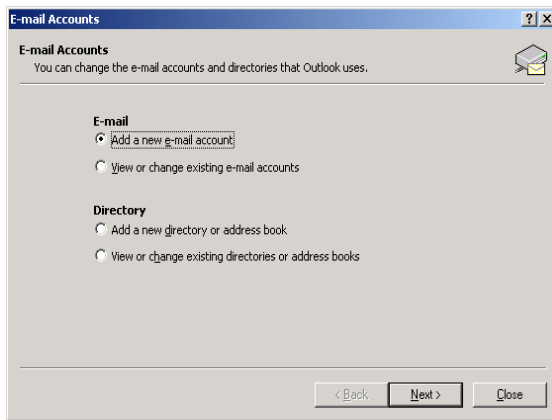 E-mail Accounts
E-mail Accounts
You can change the e-mail accounts and directories that Outlook uses.
E-mail
Add a new e-mail account
View or change existing e-mail accounts
Directory
Add a new directory or address book
View or change existing directories or address books
< Back Next > Close